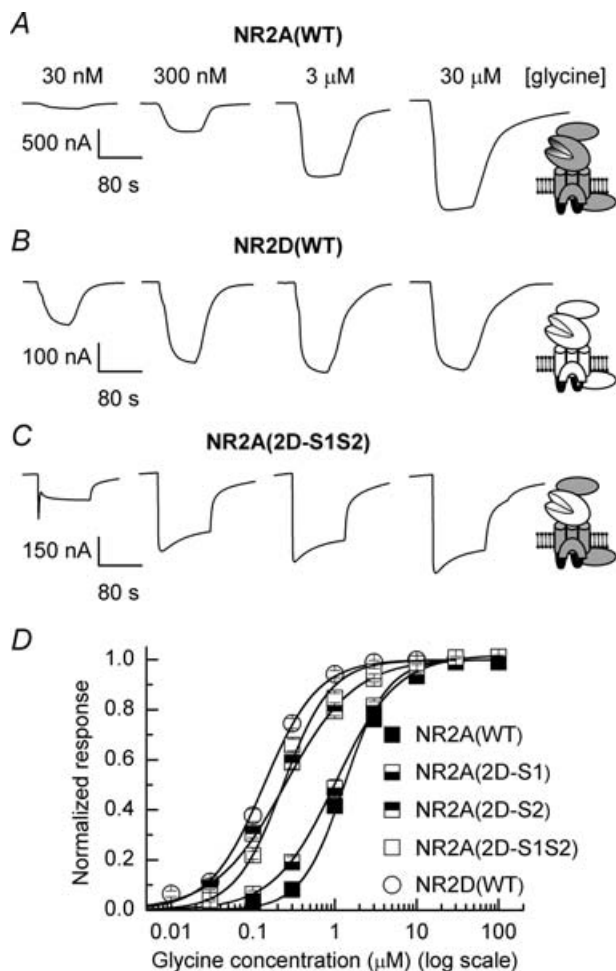 A
NR2A(WT)
30 nM 300 nM 3 μM 30 μM [glycine]
500 nA
80 s
B
NR2D(WT)
100 nA
80 s
C
NR2A(2D-S1S2)
150 nA
80 s
D
1.0
0.8
0.6
0.4
0.2
0.0
Normalized response
NR2A(WT)
NR2A(2D-S1)
NR2A(2D-S2)
NR2A(2D-S1S2)
NR2D(WT)
0.01 0.1 1 10 100
Glycine concentration (μM) (log scale)